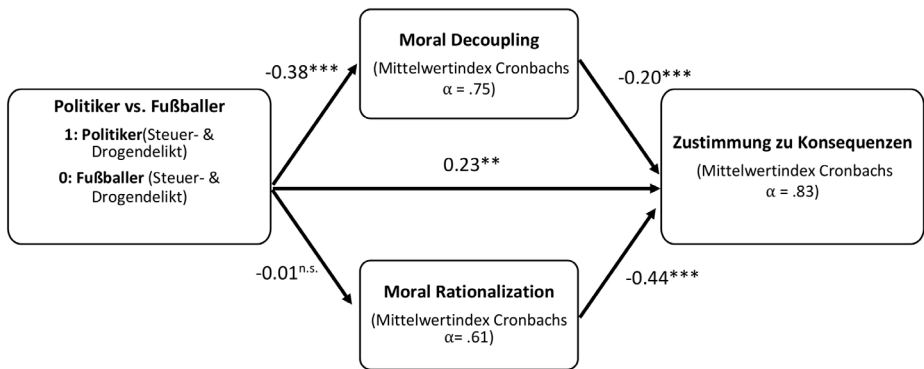 Politiker vs. Fußballer
1: Politiker(Steuer- &
Drogendelikt)
0: Fußballer (Steuer- &
Drogendelikt)
-0.38***
Moral Decoupling
(Mittelwertindex Cronbachs
α = .75)
-0.20***
0.23**
Zustimmung zu Konsequenzen
(Mittelwertindex Cronbachs
α = .83)
-0.01n.s.
Moral Rationalization
(Mittelwertindex Cronbachs
α= .61)
-0.44***